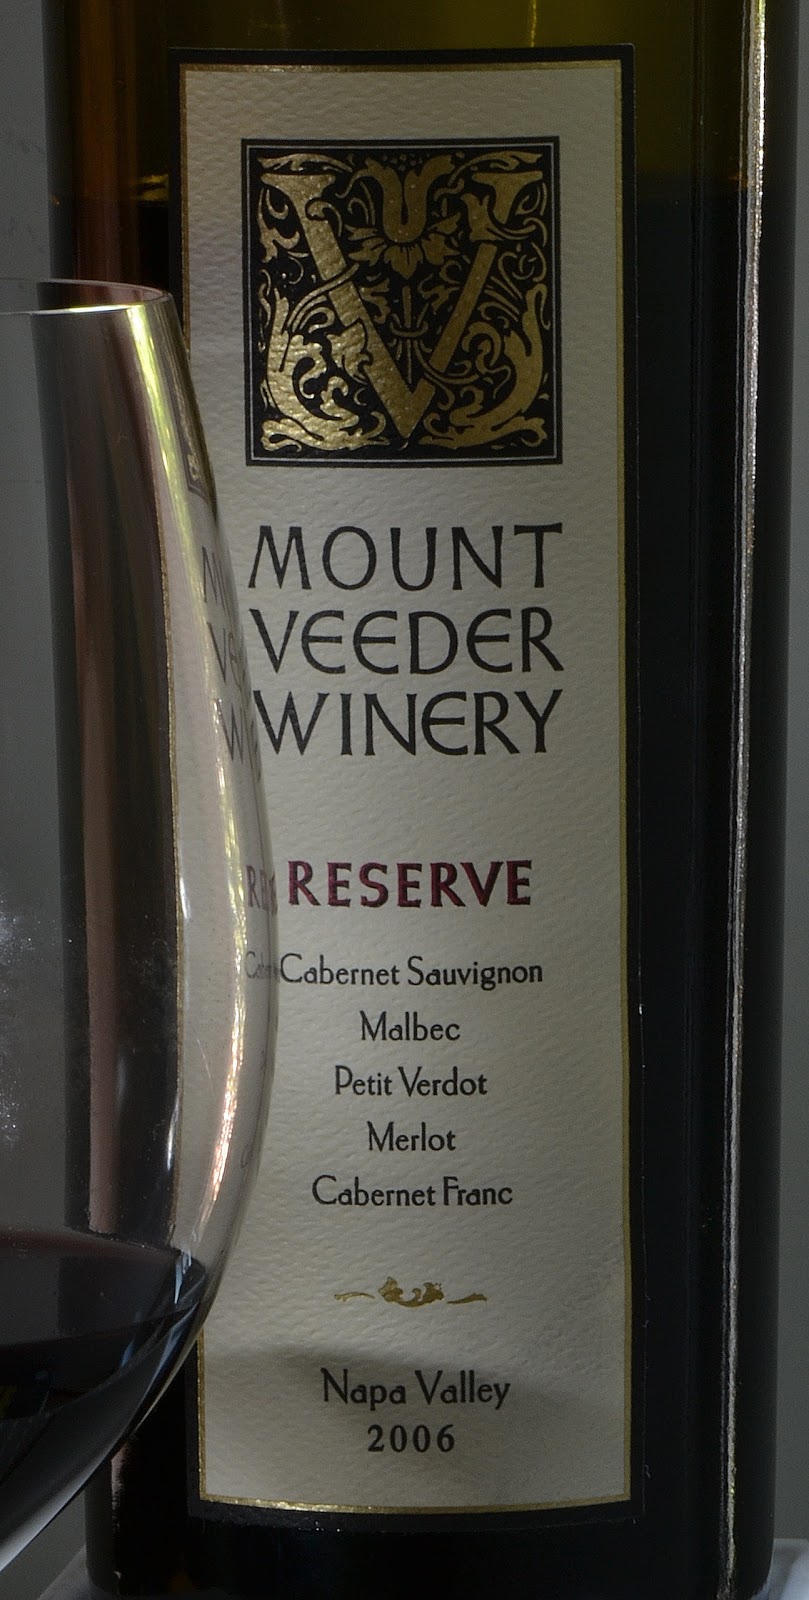 V
MOUNT
VEEDER
WINERY
RESERVE
Cabernet Sauvignon
Malbec
Petit Verdot
Merlot
Cabernet Franc
Napa Valley
2006